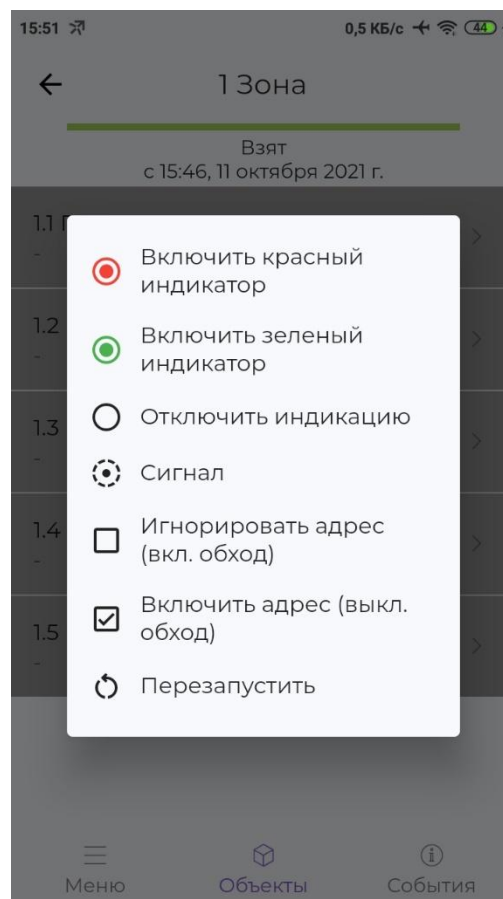 15:51
0,5 КБ/с
44
1 Зона
Взят
с 15:46, 11 октября 2021 г.
1.1
-
Включить красный
индикатор
1.2
-
Включить зеленый
индикатор
1.3
-
Отключить индикацию
Сигнал
1.4
-
Игнорировать адрес
(вкл. обход)
1.5
-
Включить адрес (выкл.
обход)
Перезапустить
Меню
Объекты
События